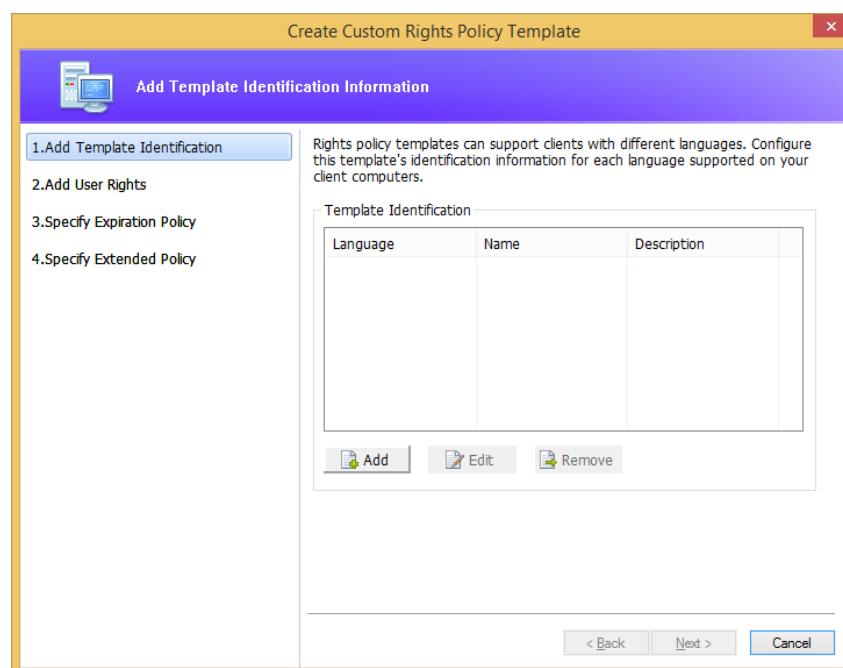 Create Custom Rights Policy Template
Add Template Identification Information
1.Add Template Identification
2.Add User Rights
3.Specify Expiration Policy
4.Specify Extended Policy
Rights policy templates can support clients with different languages. Configure
this template's identification information for each language supported on your
client computers.
Template Identification
Language Name Description
Add Edit Remove
< Back Next > Cancel